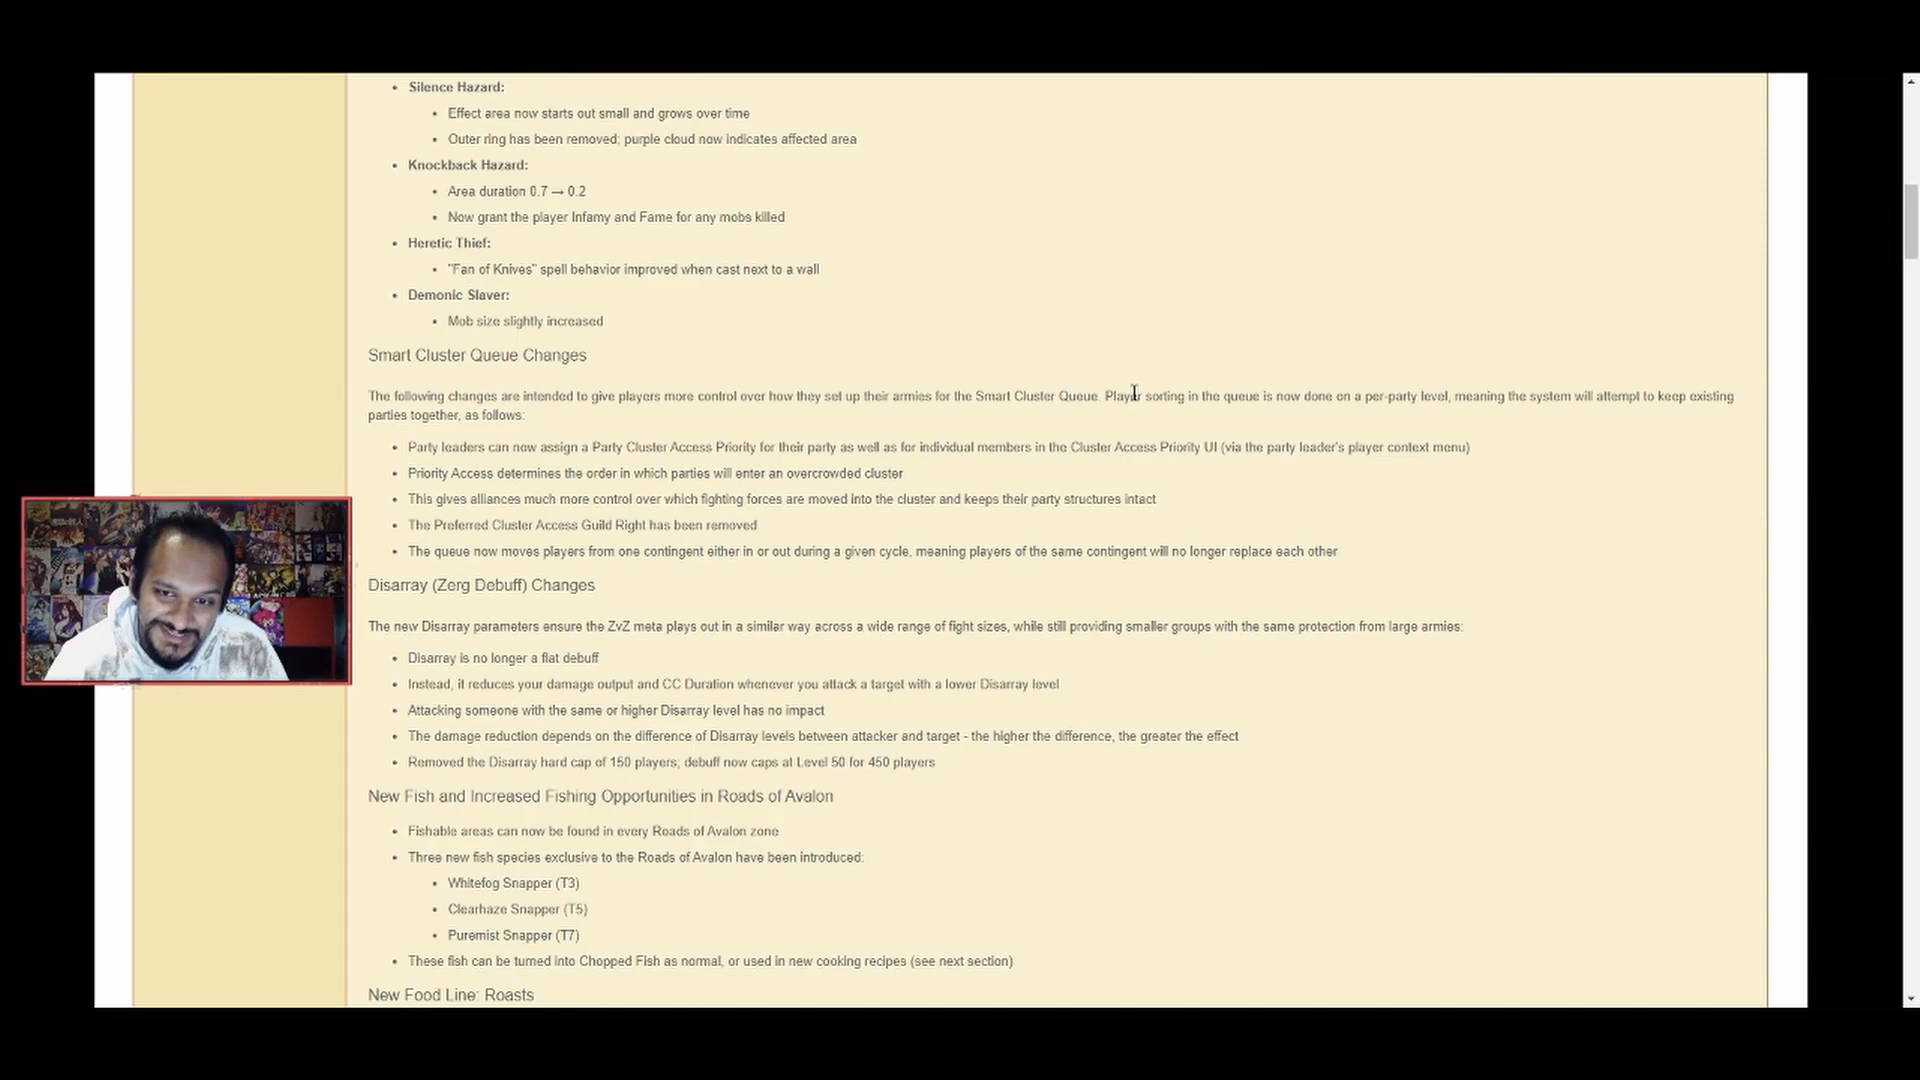 Silence Hazard:
Effect area now starts out small and grows over time
Outer ring has been removed; purple cloud now indicates affected area
Knockback Hazard:
Area duration 0.7 → 0.2
Now grant the player Infamy and Fame for any mobs killed
Heretic Thief:
"Fan of Knives" spell behavior improved when cast next to a wall
Demonic Slaver:
Mob size slightly increased
Smart Cluster Queue Changes
The following changes are intended to give players more control over how they set up their armies for the Smart Cluster Queue. Player sorting in the queue is now done on a per-party level, meaning the system will attempt to keep existing
parties together, as follows:
Party leaders can now assign a Party Cluster Access Priority for their party as well as for individual members in the Cluster Access Priority UI (via the party leader's player context menu)
Priority Access determines the order in which parties will enter an overcrowded cluster
This gives alliances much more control over which fighting forces are moved into the cluster and keeps their party structures intact
The Preferred Cluster Access Guild Right has been removed
The queue now moves players from one contingent either in or out during a given cycle, meaning players of the same contingent will no longer replace each other
Disarray (Zerg Debuff) Changes
The new Disarray parameters ensure the ZvZ meta plays out in a similar way across a wide range of fight sizes, while still providing smaller groups with the same protection from large armies:
Disarray is no longer a flat debuff
Instead, it reduces your damage output and CC Duration whenever you attack a target with a lower Disarray level
Attacking someone with the same or higher Disarray level has no impact
The damage reduction depends on the difference of Disarray levels between attacker and target - the higher the difference, the greater the effect
Removed the Disarray hard cap of 150 players; debuff now caps at Level 50 for 450 players
New Fish and Increased Fishing Opportunities in Roads of Avalon
Fishable areas can now be found in every Roads of Avalon zone
Three new fish species exclusive to the Roads of Avalon have been introduced:
Whitefog Snapper (T3)
Clearhaze Snapper (T5)
Puremist Snapper (T7)
These fish can be turned into Chopped Fish as normal, or used in new cooking recipes (see next section)
New Food Line: Roasts